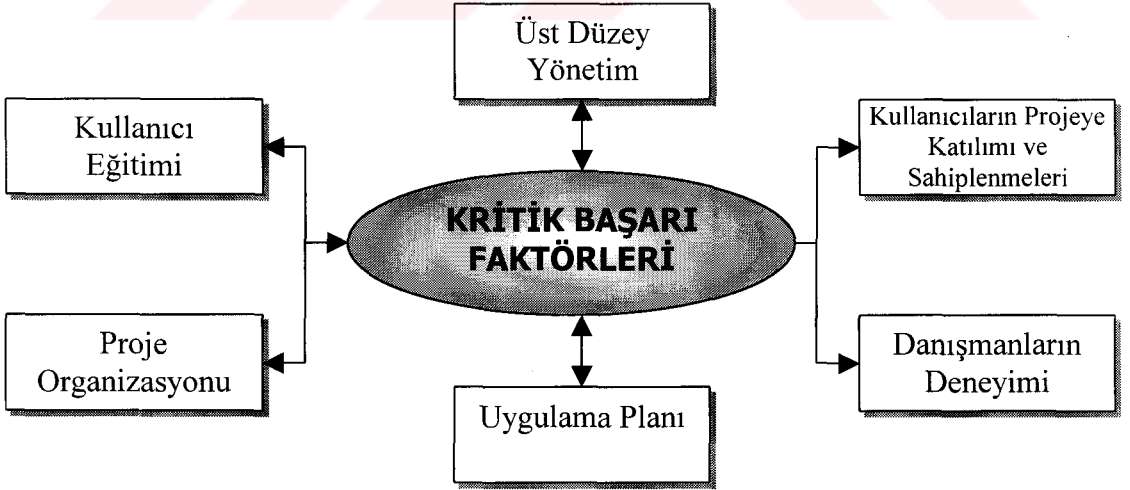 Üst Düzey
Yönetim
Kullanıcı
Eğitimi
Kullanıcıların Projeye
Katılımı ve
Sahiplenmeleri
KRİTİK BAŞARI
FAKTÖRLERİ
Proje
Organizasyonu
Danışmanların
Deneyimi
Uygulama Planı